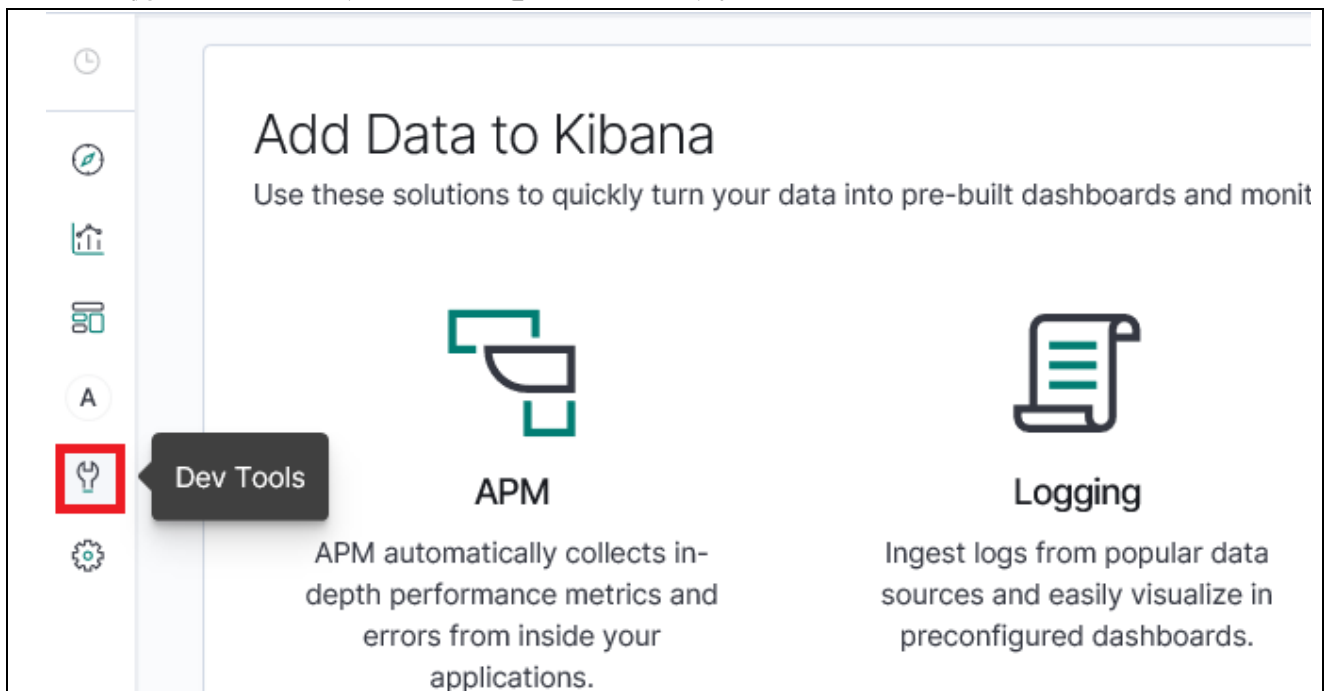 Add Data to Kibana
Use these solutions to quickly turn your data into pre-built dashboards and monit
A
Dev Tools
APM
APM automatically collects in-
depth performance metrics and
errors from inside your
applications.
Logging
Ingest logs from popular data
sources and easily visualize in
preconfigured dashboards.